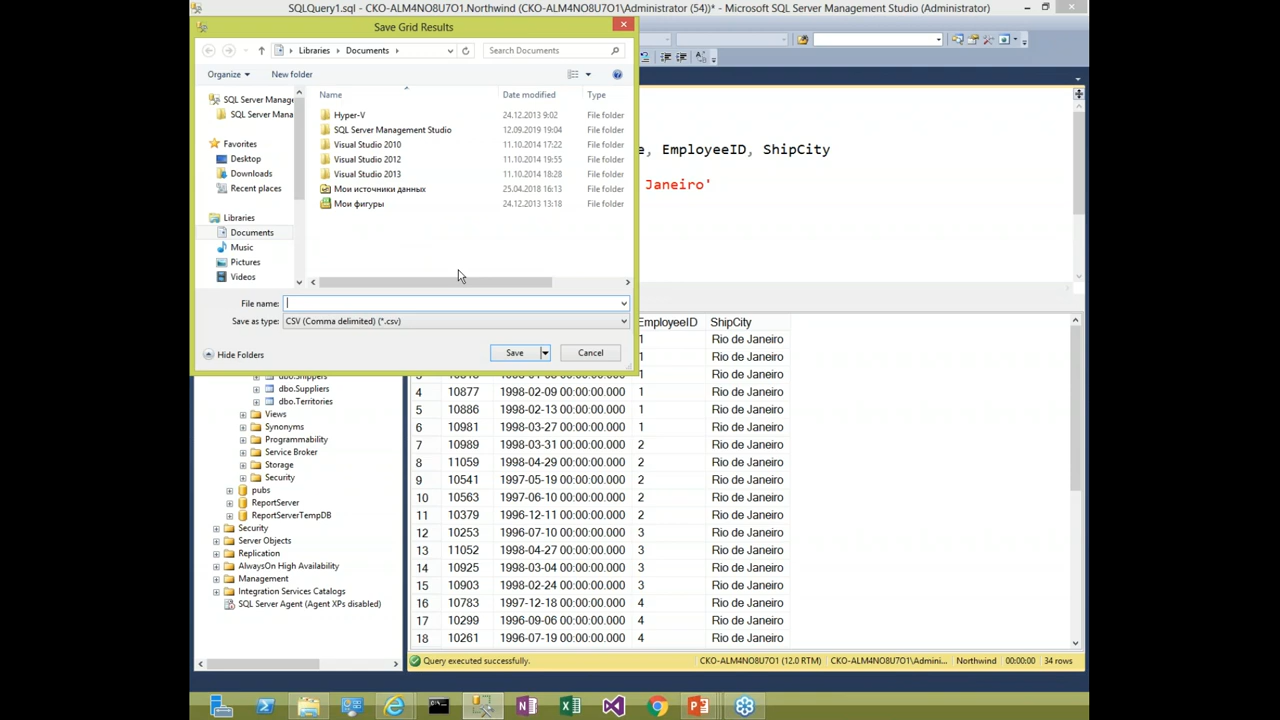 SQLQuery1.sql - CKO-ALM4NO8U7O1.Northwind (CKO-ALM4NO8U7O1\Administrator (54))* - Microsoft SQL Server Management Studio (Administrator)
Save Grid Results
Libraries Documents Search Documents
Organize New folder
Name Date modified Type
SQL Server Manage
SQL Server Mana
Favorites
Desktop
Downloads
Recent places
Libraries
Documents
Music
Pictures
Videos
Hyper-V 24.12.2013 9:02 File folder
SQL Server Management Studio 12.09.2019 19:04 File folder
Visual Studio 2010 11.10.2014 17:22 File folder
Visual Studio 2012 11.10.2014 19:55 File folder
Visual Studio 2013 11.10.2014 18:28 File folder
Мои источники данных 25.04.2018 16:13 File folder
Мои фигуры 24.12.2013 13:18 File folder
File name:
Save as type: CSV (Comma delimited) (*.csv)
Hide Folders Save Cancel
e, EmployeeID, ShipCity
Janeiro'
dbo.Shippers
dbo.Suppliers
dbo.Territories
Views
Synonyms
Programmability
Service Broker
Storage
Security
pubs
ReportServer
ReportServerTempDB
Security
Server Objects
Replication
AlwaysOn High Availability
Management
Integration Services Catalogs
SQL Server Agent (Agent XPs disabled)
EmployeeID ShipCity
1 Rio de Janeiro
1 Rio de Janeiro
1 Rio de Janeiro
4 10877 1998-02-09 00:00:00.000 1 Rio de Janeiro
5 10886 1998-02-13 00:00:00.000 1 Rio de Janeiro
6 10981 1998-03-27 00:00:00.000 1 Rio de Janeiro
7 10989 1998-03-31 00:00:00.000 2 Rio de Janeiro
8 11059 1998-04-29 00:00:00.000 2 Rio de Janeiro
9 10541 1997-05-19 00:00:00.000 2 Rio de Janeiro
10 10563 1997-06-10 00:00:00.000 2 Rio de Janeiro
11 10379 1996-12-11 00:00:00.000 2 Rio de Janeiro
12 10253 1996-07-10 00:00:00.000 3 Rio de Janeiro
13 11052 1998-04-27 00:00:00.000 3 Rio de Janeiro
14 10925 1998-03-04 00:00:00.000 3 Rio de Janeiro
15 10903 1998-02-24 00:00:00.000 3 Rio de Janeiro
16 10783 1997-12-18 00:00:00.000 4 Rio de Janeiro
17 10299 1996-09-06 00:00:00.000 4 Rio de Janeiro
18 10261 1996-07-19 00:00:00.000 4 Rio de Janeiro
Query executed successfully. CKO-ALM4NO8U7O1 (12.0 RTM) CKO-ALM4NO8U7O1\Admini... Northwind 00:00:00 34 rows